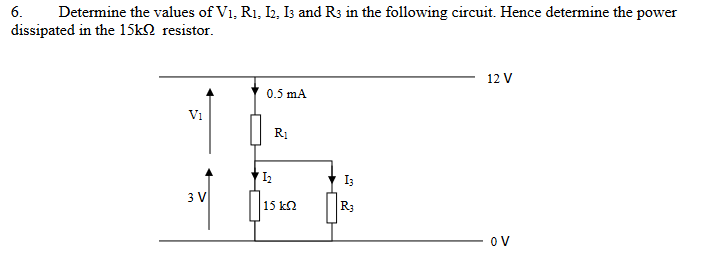 6. Determine the values of V1, R1, I2, I3 and R3 in the following circuit. Hence determine the power
dissipated in the 15kΩ resistor.
12 V
0.5 mA
V1
R1
I2
I3
3 V
15 kΩ
R3
0 V